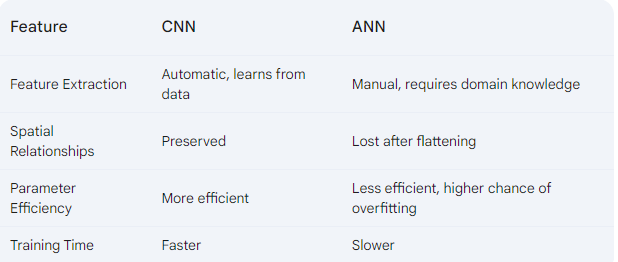 Feature CNN ANN
Feature Extraction Automatic, learns from data Manual, requires domain knowledge
Spatial Relationships Preserved Lost after flattening
Parameter Efficiency More efficient Less efficient, higher chance of overfitting
Training Time Faster Slower